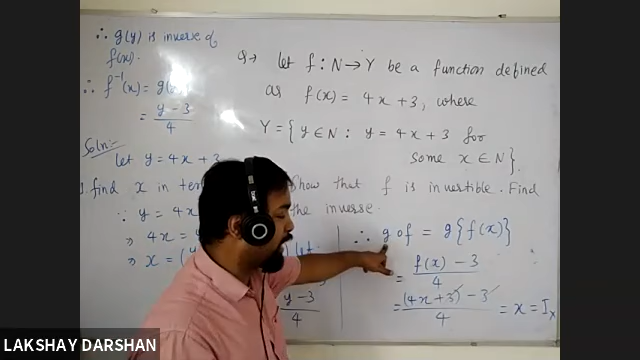 ∴ g(y) is inverse of
f(x).
∴ f⁻¹(x) = g(
= y-3/4
Q→ let f : N → Y be a function defined
as f(x) = 4x+3, where
Y = {y ∈ N : y = 4x+3 for
some x ∈ N}.
Show that f is invertible. Find
the inverse.
Soln:-
let y = 4x + 3
find x in
∵ y = 4x
⇒ 4x =
⇒ x = (
let
y-3/4
∴ gof = g{f(x)}
= f(x) - 3/4
= (4x+3) - 3/4 = x = Iₓ
LAKSHAY DARSHAN